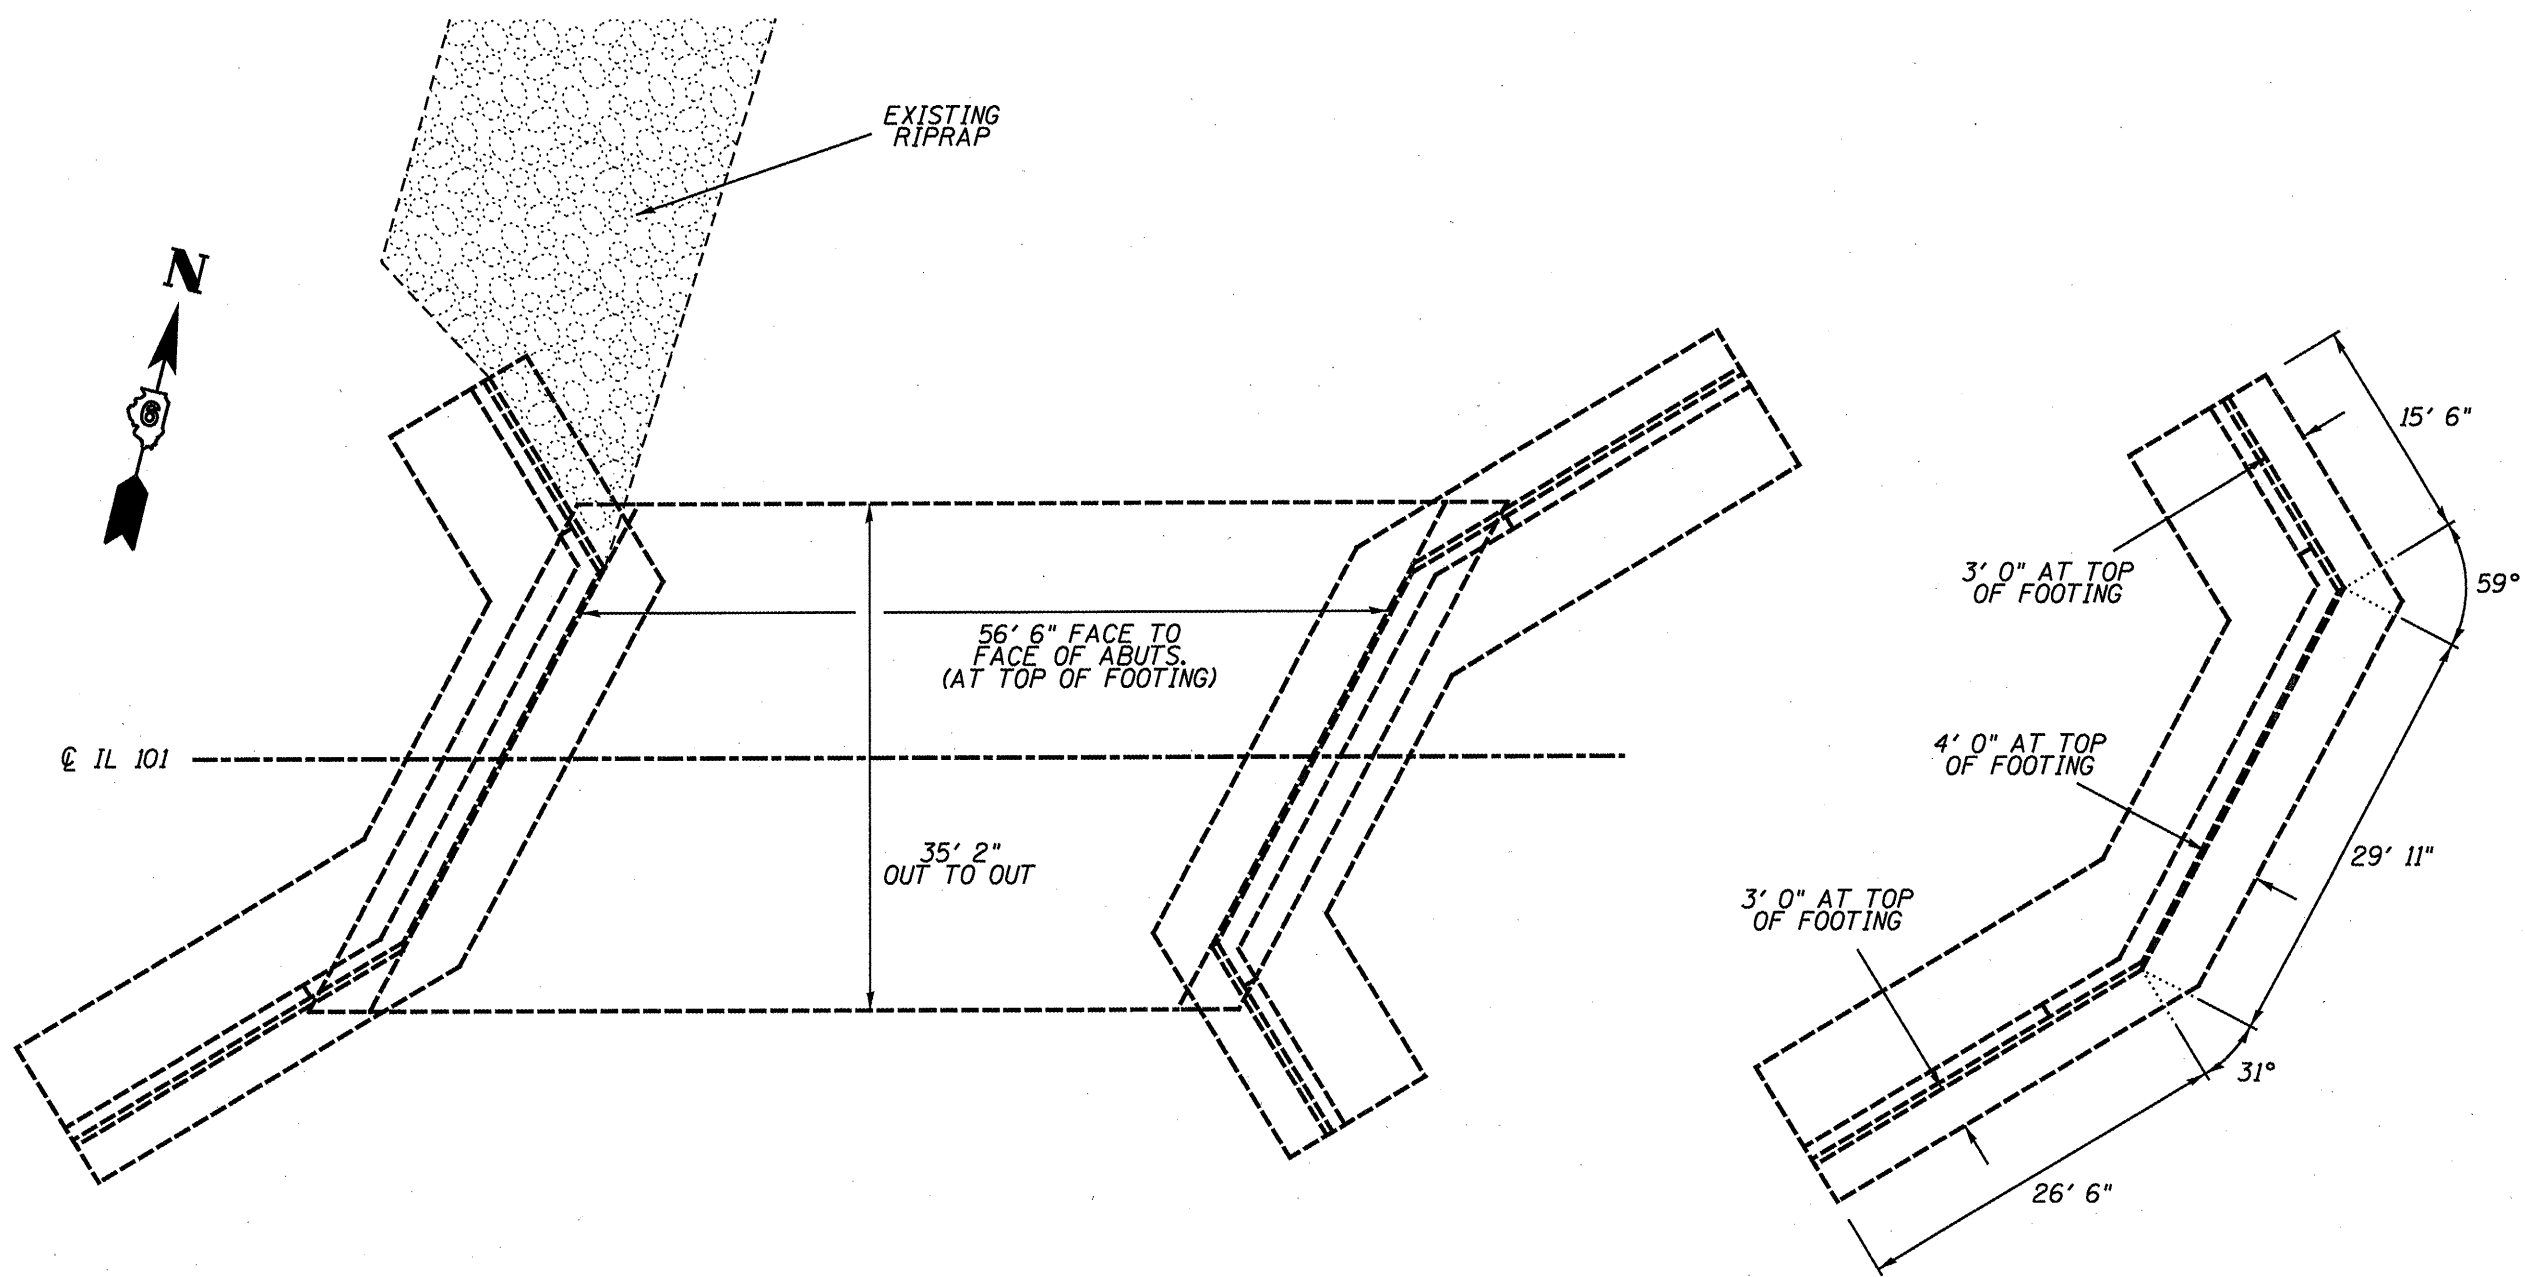 EXISTING
RIPRAP
N
6
56' 6" FACE TO
FACE OF ABUTS.
(AT TOP OF FOOTING)
℄ IL 101
35' 2"
OUT TO OUT
15' 6"
3' 0" AT TOP
OF FOOTING
59°
4' 0" AT TOP
OF FOOTING
29' 11"
3' 0" AT TOP
OF FOOTING
31°
26' 6"